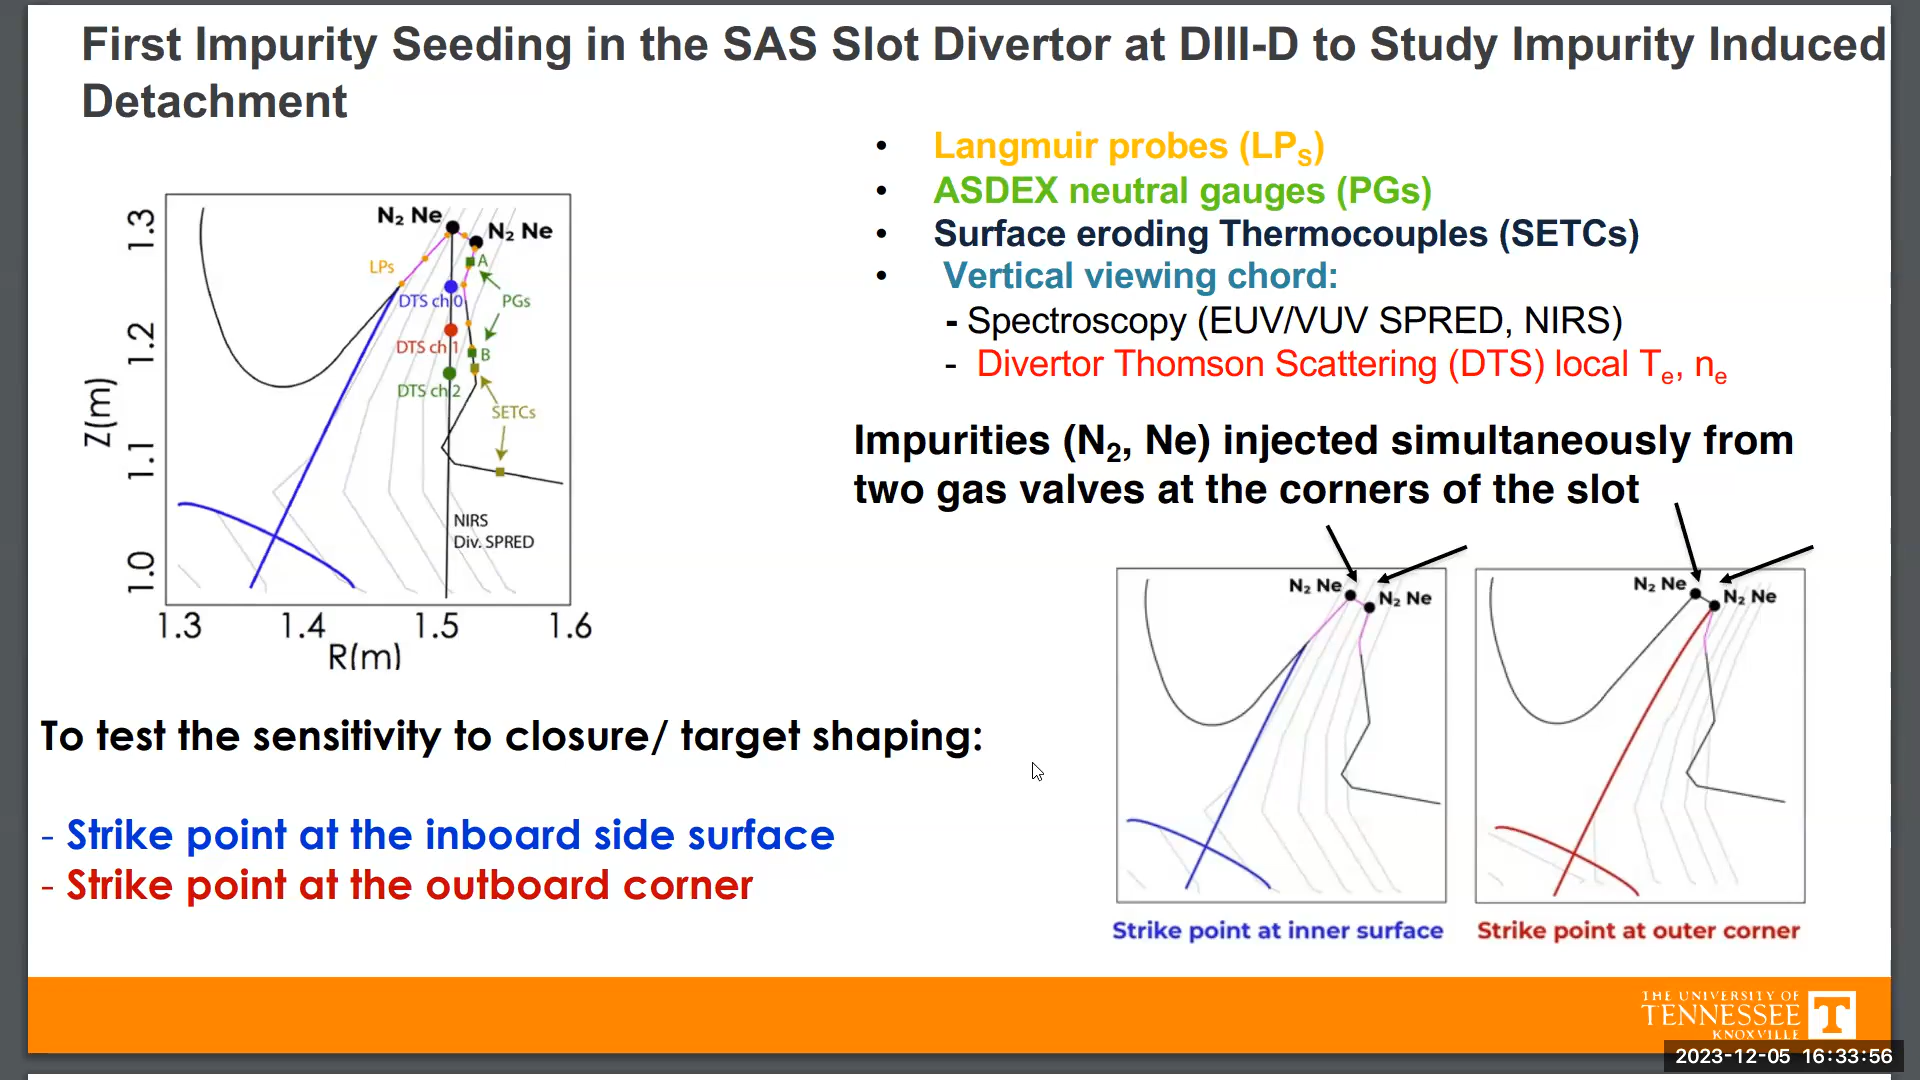 First Impurity Seeding in the SAS Slot Divertor at DIII-D to Study Impurity Induced
Detachment
• Langmuir probes (LPS)
• ASDEX neutral gauges (PGs)
• Surface eroding Thermocouples (SETCs)
• Vertical viewing chord:
- Spectroscopy (EUV/VUV SPRED, NIRS)
- Divertor Thomson Scattering (DTS) local Te, ne
Impurities (N2, Ne) injected simultaneously from
two gas valves at the corners of the slot
Z(m)
1.3
1.2
1.1
1.0
N2 Ne
N2 Ne
LPs
A
DTS ch 0
PGs
DTS ch 1
B
DTS ch 2
SETCs
NIRS
Div. SPRED
1.3 1.4 1.5 1.6
R(m)
To test the sensitivity to closure/ target shaping:
- Strike point at the inboard side surface
- Strike point at the outboard corner
N2 Ne
N2 Ne
Strike point at inner surface
N2 Ne
N2 Ne
Strike point at outer corner
THE UNIVERSITY OF
TENNESSEE
KNOXVILLE
T
2023-12-05 16:33:56